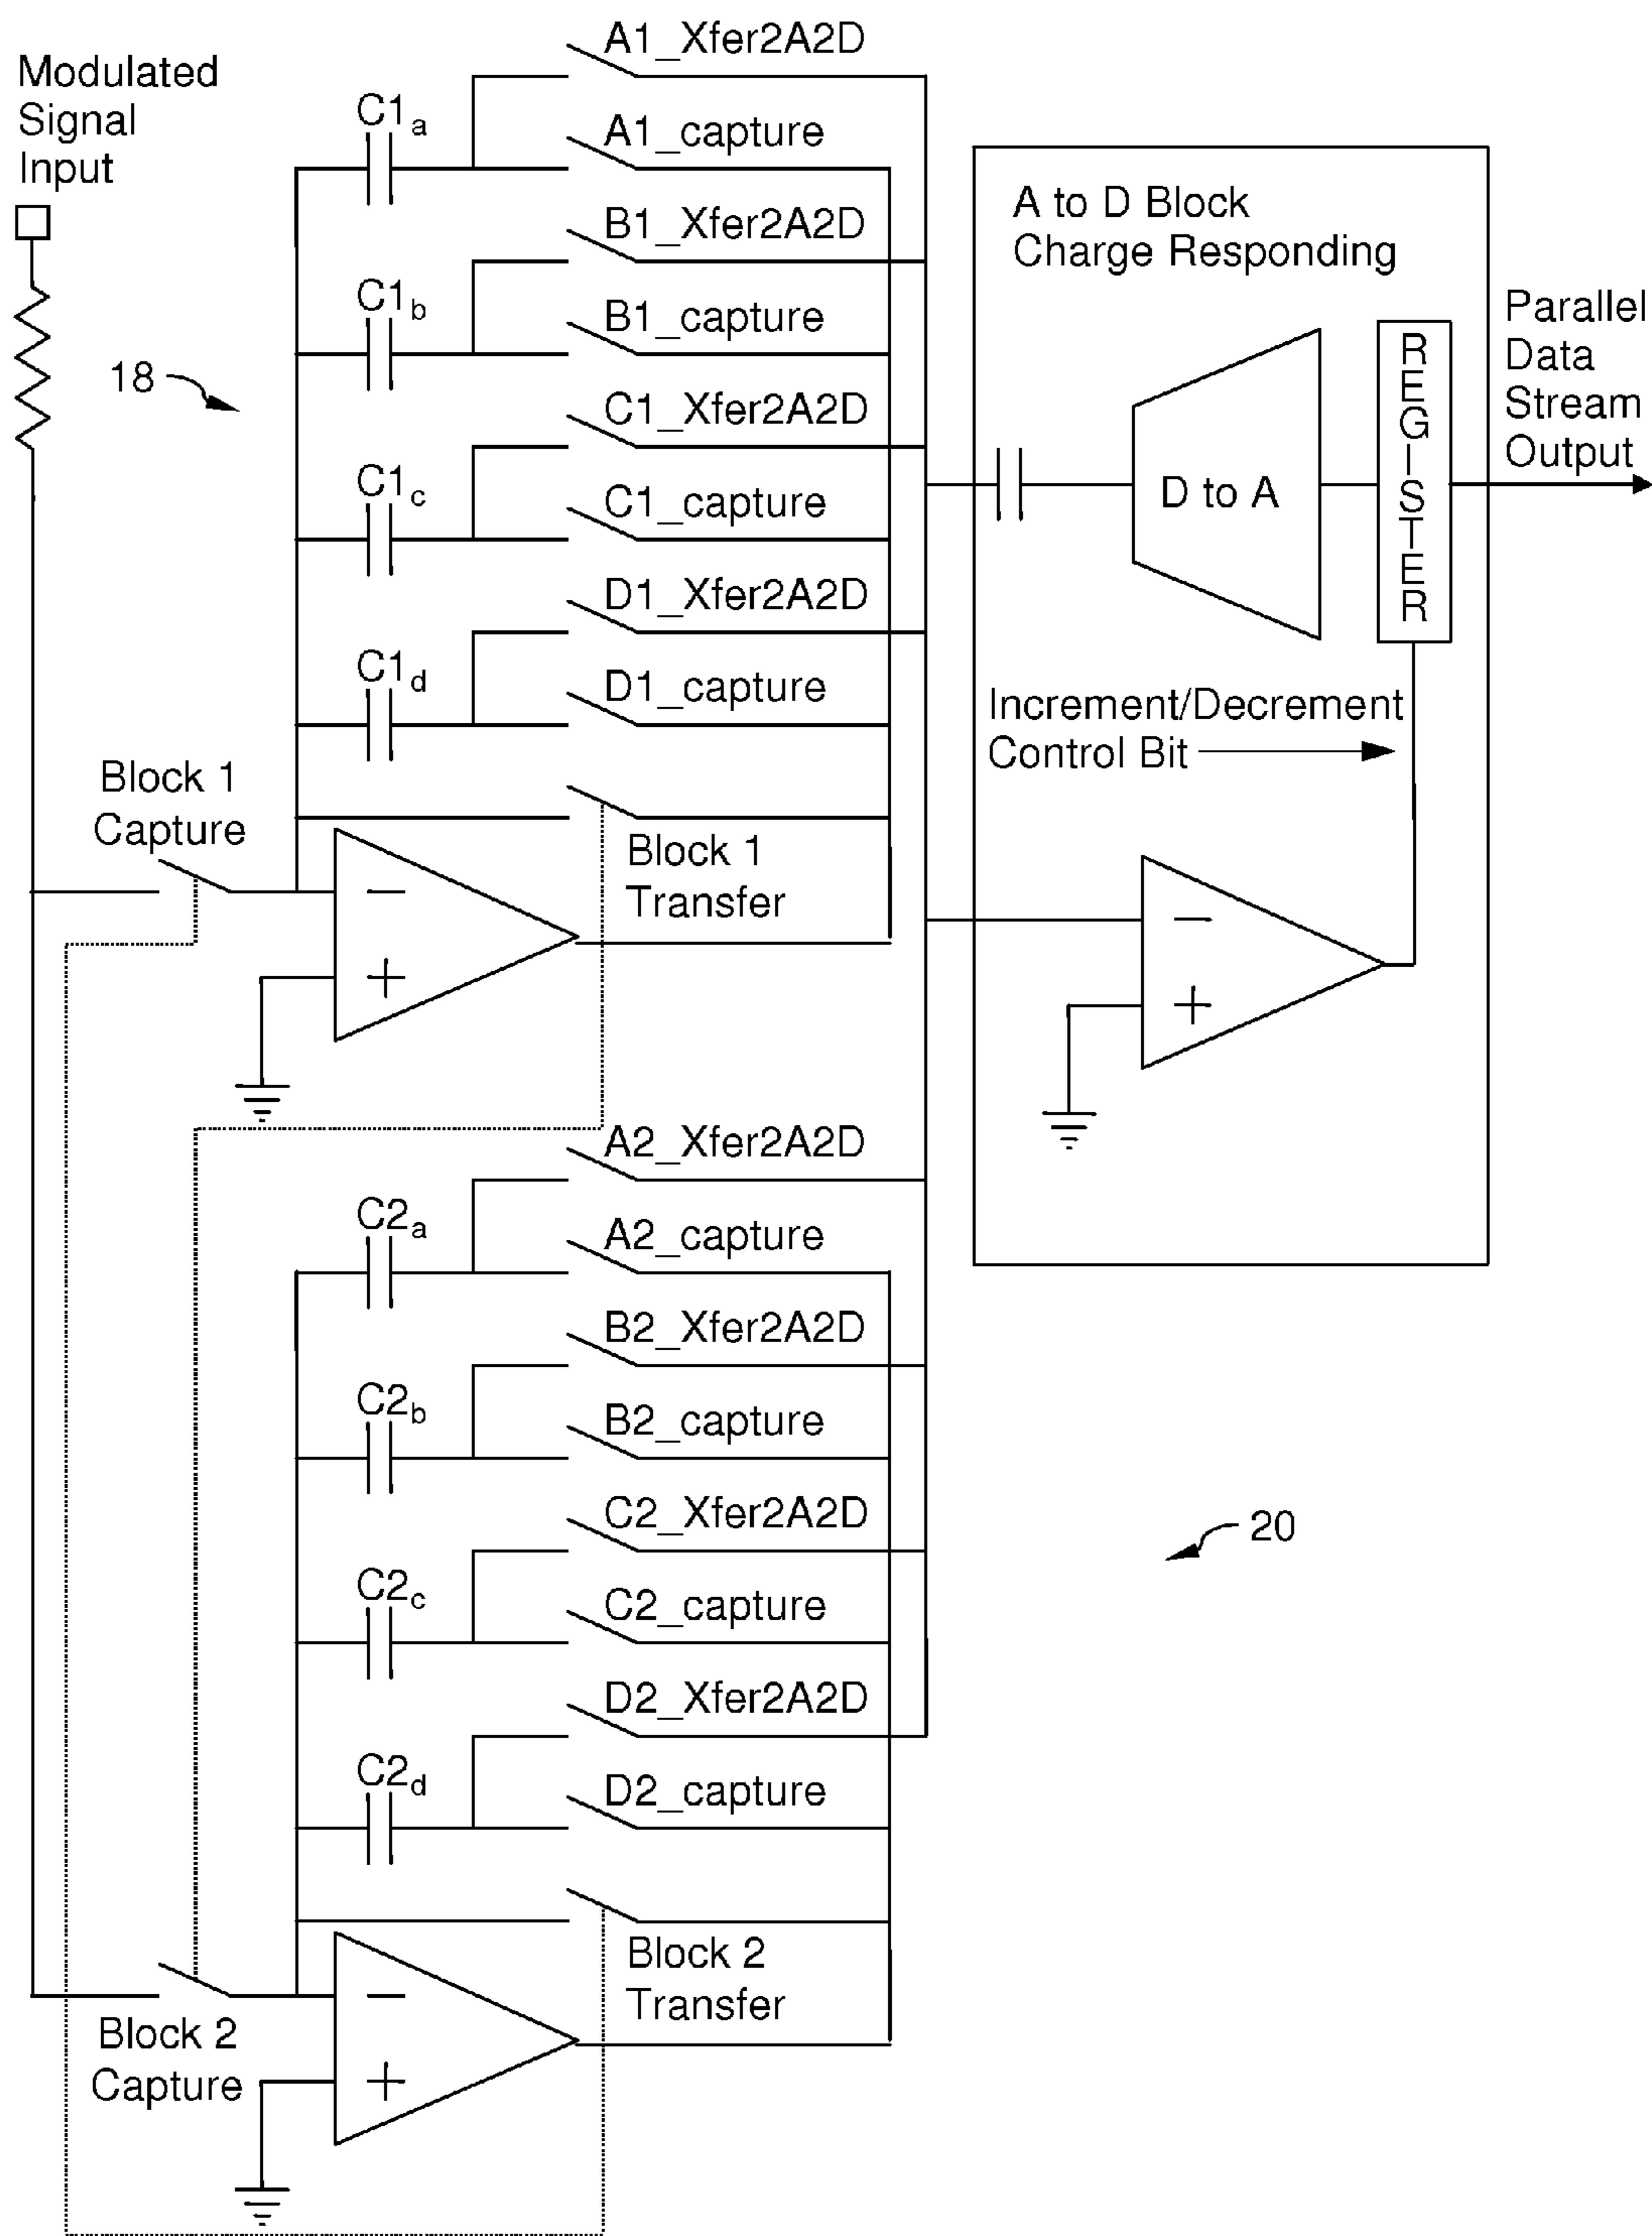 Modulated
Signal
Input
A1_Xfer2A2D
C1a
A1_capture
B1_Xfer2A2D
C1b
B1_capture
18
C1_Xfer2A2D
C1c
C1_capture
D1_Xfer2A2D
C1d
D1_capture
Block 1
Capture
Block 1
Transfer
−
+
A to D Block
Charge Responding
D to A
REGISTER
Parallel
Data
Stream
Output
Increment/Decrement
Control Bit
−
+
A2_Xfer2A2D
C2a
A2_capture
B2_Xfer2A2D
C2b
B2_capture
C2_Xfer2A2D
20
C2c
C2_capture
D2_Xfer2A2D
C2d
D2_capture
Block 2
Transfer
−
+
Block 2
Capture